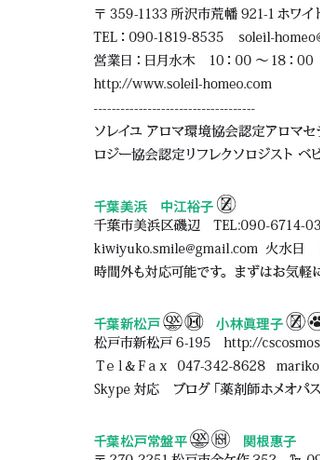 〒359-1133 所沢市荒幡 921-1 ホワイト
TEL：090-1819-8535　soleil-homeo@
営業日：日月水木　10：00 ～ 18：00
http://www.soleil-homeo.com
------------------------------------
ソレイユ アロマ環境協会認定アロマセラ
ロジー協会認定リフレクソロジスト ベビ
千葉美浜　中江裕子
千葉市美浜区磯辺　TEL:090-6714-03
kiwiyuko.smile@gmail.com 火水日
時間外も対応可能です。まずはお気軽に
千葉新松戸 QX H　小林眞理子
松戸市新松戸 6-195　http://cscosmos
Tel＆Fax 047-342-8628　mariko
Skype 対応　ブログ「薬剤師ホメオパス
千葉松戸常盤平 QX　関根惠子
〒270-2251 松戸市金ケ作 252